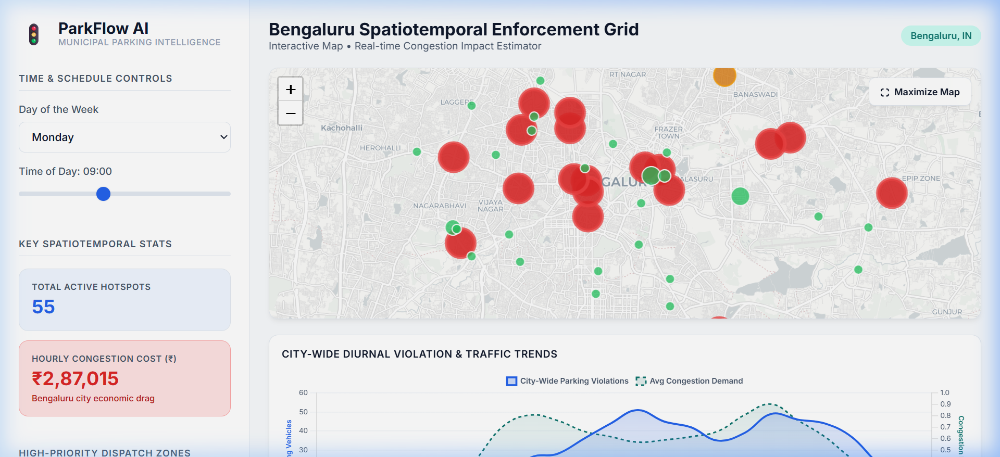 ParkFlow AI
MUNICIPAL PARKING INTELLIGENCE
TIME & SCHEDULE CONTROLS
Day of the Week
Monday
Time of Day: 09:00
KEY SPATIOTEMPORAL STATS
TOTAL ACTIVE HOTSPOTS
55
HOURLY CONGESTION COST (₹)
₹2,87,015
Bengaluru city economic drag
HIGH-PRIORITY DISPATCH ZONES
Bengaluru Spatiotemporal Enforcement Grid
Interactive Map • Real-time Congestion Impact Estimator
Bengaluru, IN
+
−
Maximize Map
RT NAGAR
BANASWADI
LAGGERE
Kachohalli
FRAZER
TOWN
HEROHALLI
GALUR
ALASURU
EPIP ZONE
NAGARABHAVI
VIJAYA
NAGAR
GUNJUR
CITY-WIDE DIURNAL VIOLATION & TRAFFIC TRENDS
City-Wide Parking Violations
Avg Congestion Demand
60
50
40
30
ng Vehicles
1.0
0.9
0.8
0.7
0.6
0.5
Congestion